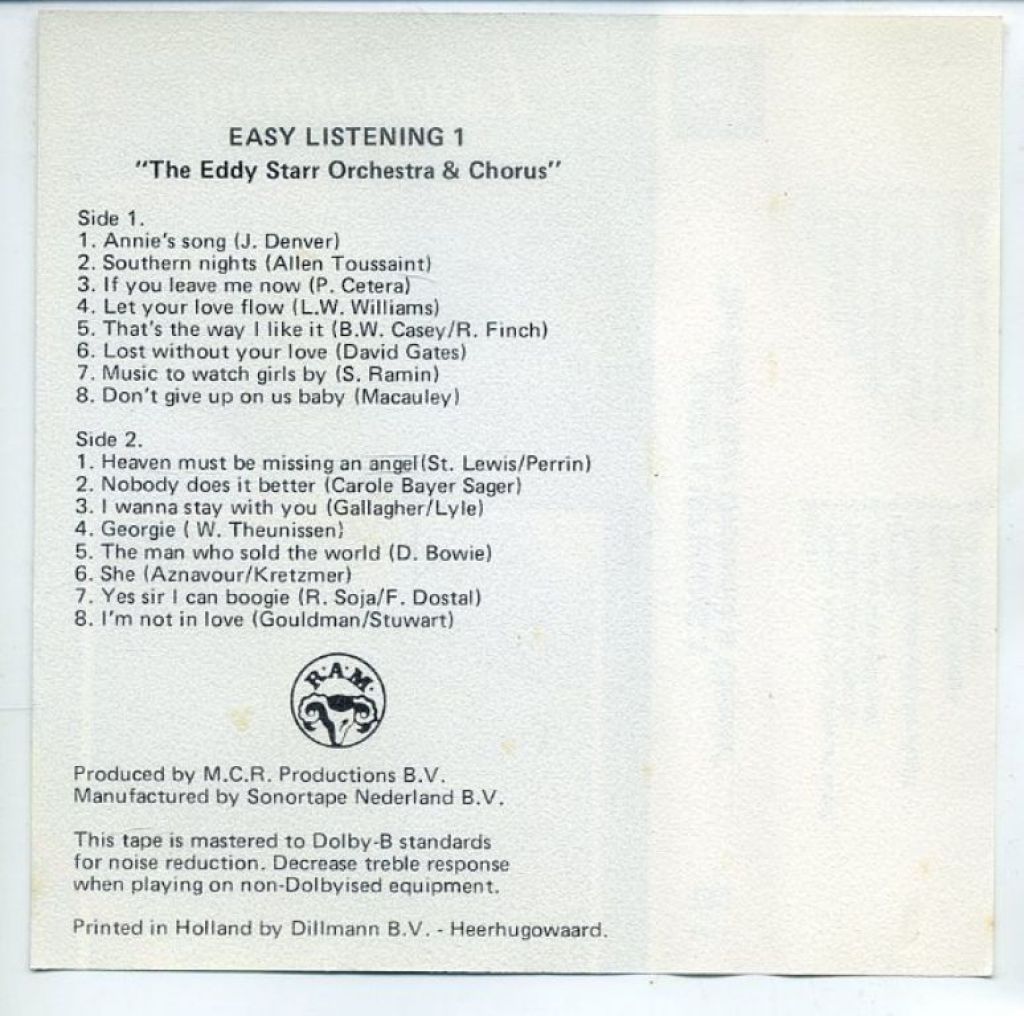 EASY LISTENING 1
"The Eddy Starr Orchestra & Chorus"
Side 1.
1. Annie's song (J. Denver)
2. Southern nights (Allen Toussaint)
3. If you leave me now (P. Cetera)
4. Let your love flow (L.W. Williams)
5. That's the way I like it (B.W. Casey/R. Finch)
6. Lost without your love (David Gates)
7. Music to watch girls by (S. Ramin)
8. Don't give up on us baby (Macauley)
Side 2.
1. Heaven must be missing an angel(St. Lewis/Perrin)
2. Nobody does it better (Carole Bayer Sager)
3. I wanna stay with you (Gallagher/Lyle)
4. Georgie ( W. Theunissen)
5. The man who sold the world (D. Bowie)
6. She (Aznavour/Kretzmer)
7. Yes sir I can boogie (R. Soja/F. Dostal)
8. I'm not in love (Gouldman/Stuwart)
R.A.M.
Produced by M.C.R. Productions B.V.
Manufactured by Sonortape Nederland B.V.
This tape is mastered to Dolby-B standards
for noise reduction. Decrease treble response
when playing on non-Dolbyised equipment.
Printed in Holland by Dillmann B.V. - Heerhugowaard.